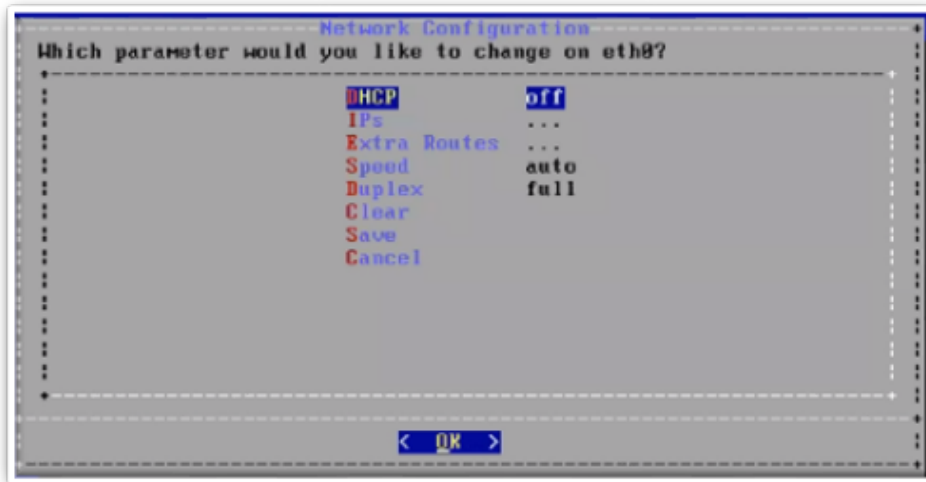 Network Configuration
Which parameter would you like to change on eth0?
DHCP off
IPs ...
Extra Routes ...
Speed auto
Duplex full
Clear
Save
Cancel
< OK >